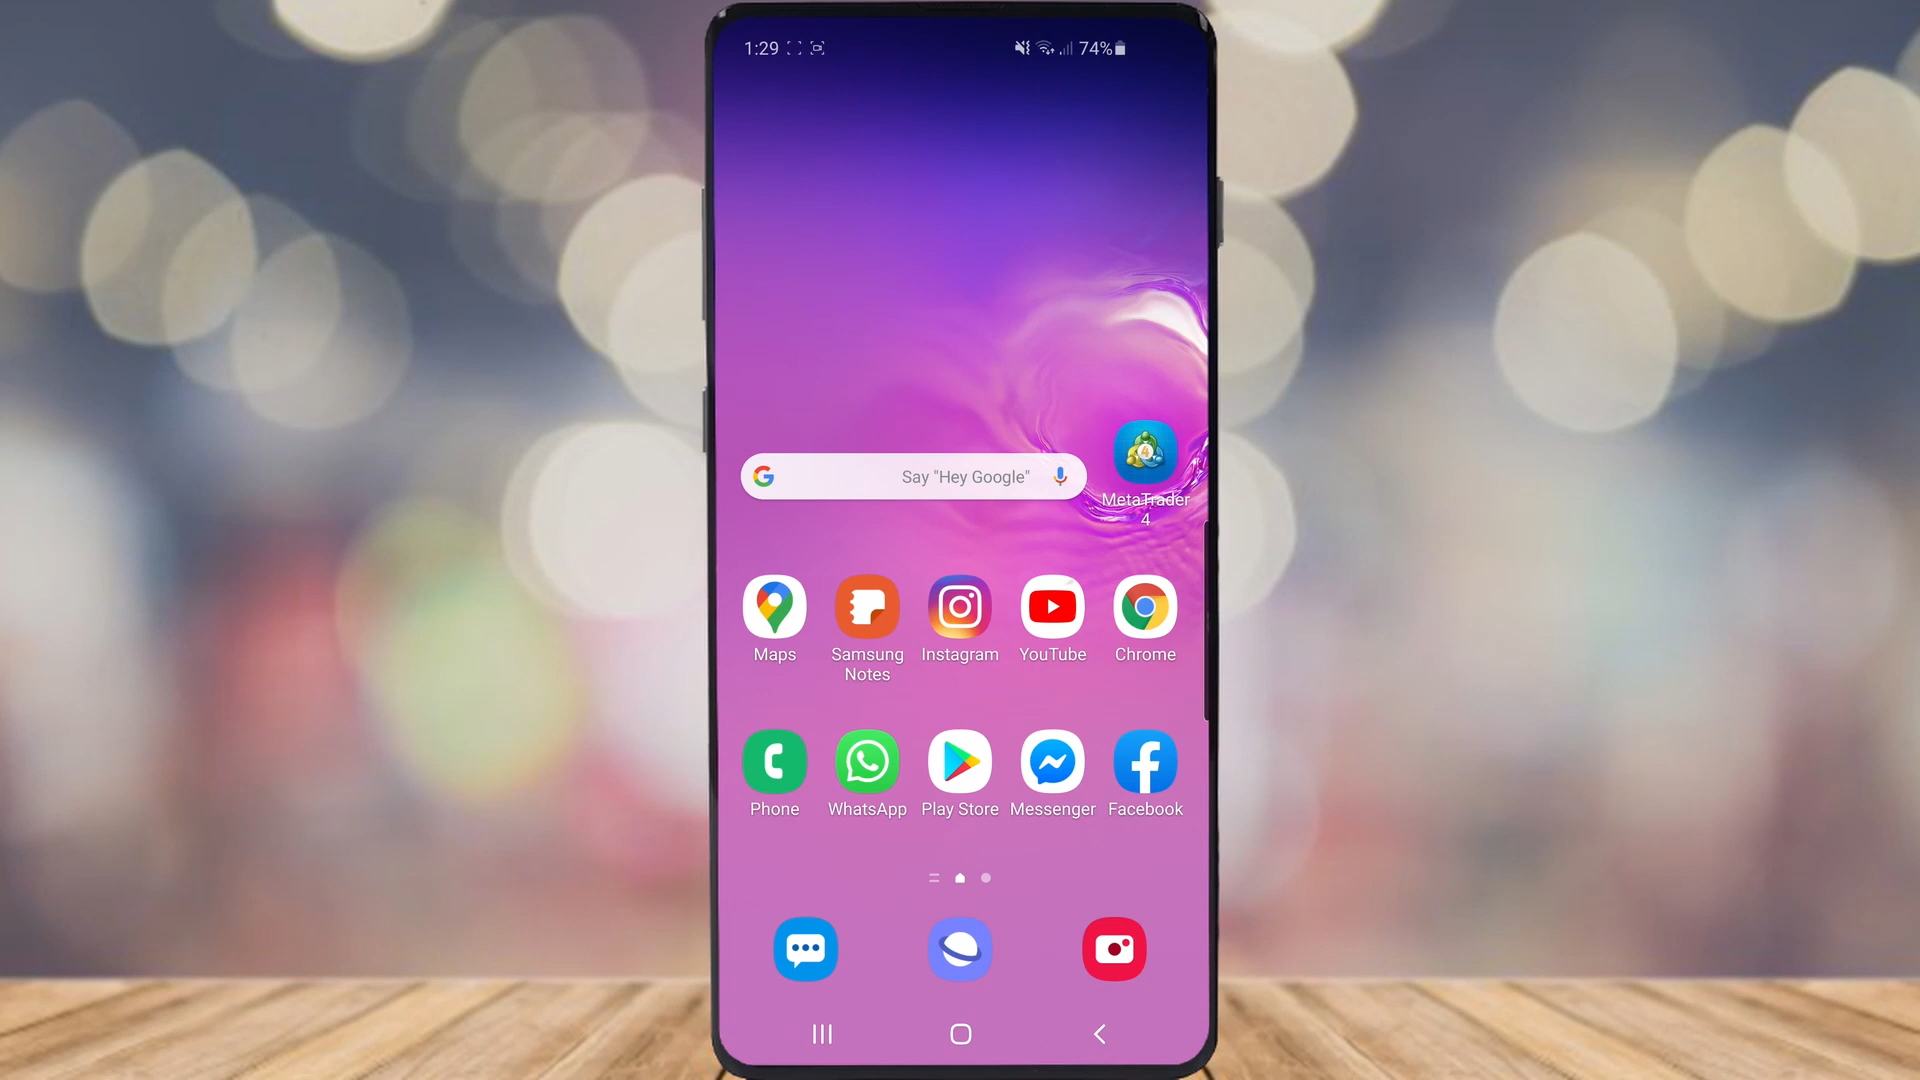 1:29 74%
Say "Hey Google"
MetaTrader
4
Maps Samsung Notes Instagram YouTube Chrome
Phone WhatsApp Play Store Messenger Facebook